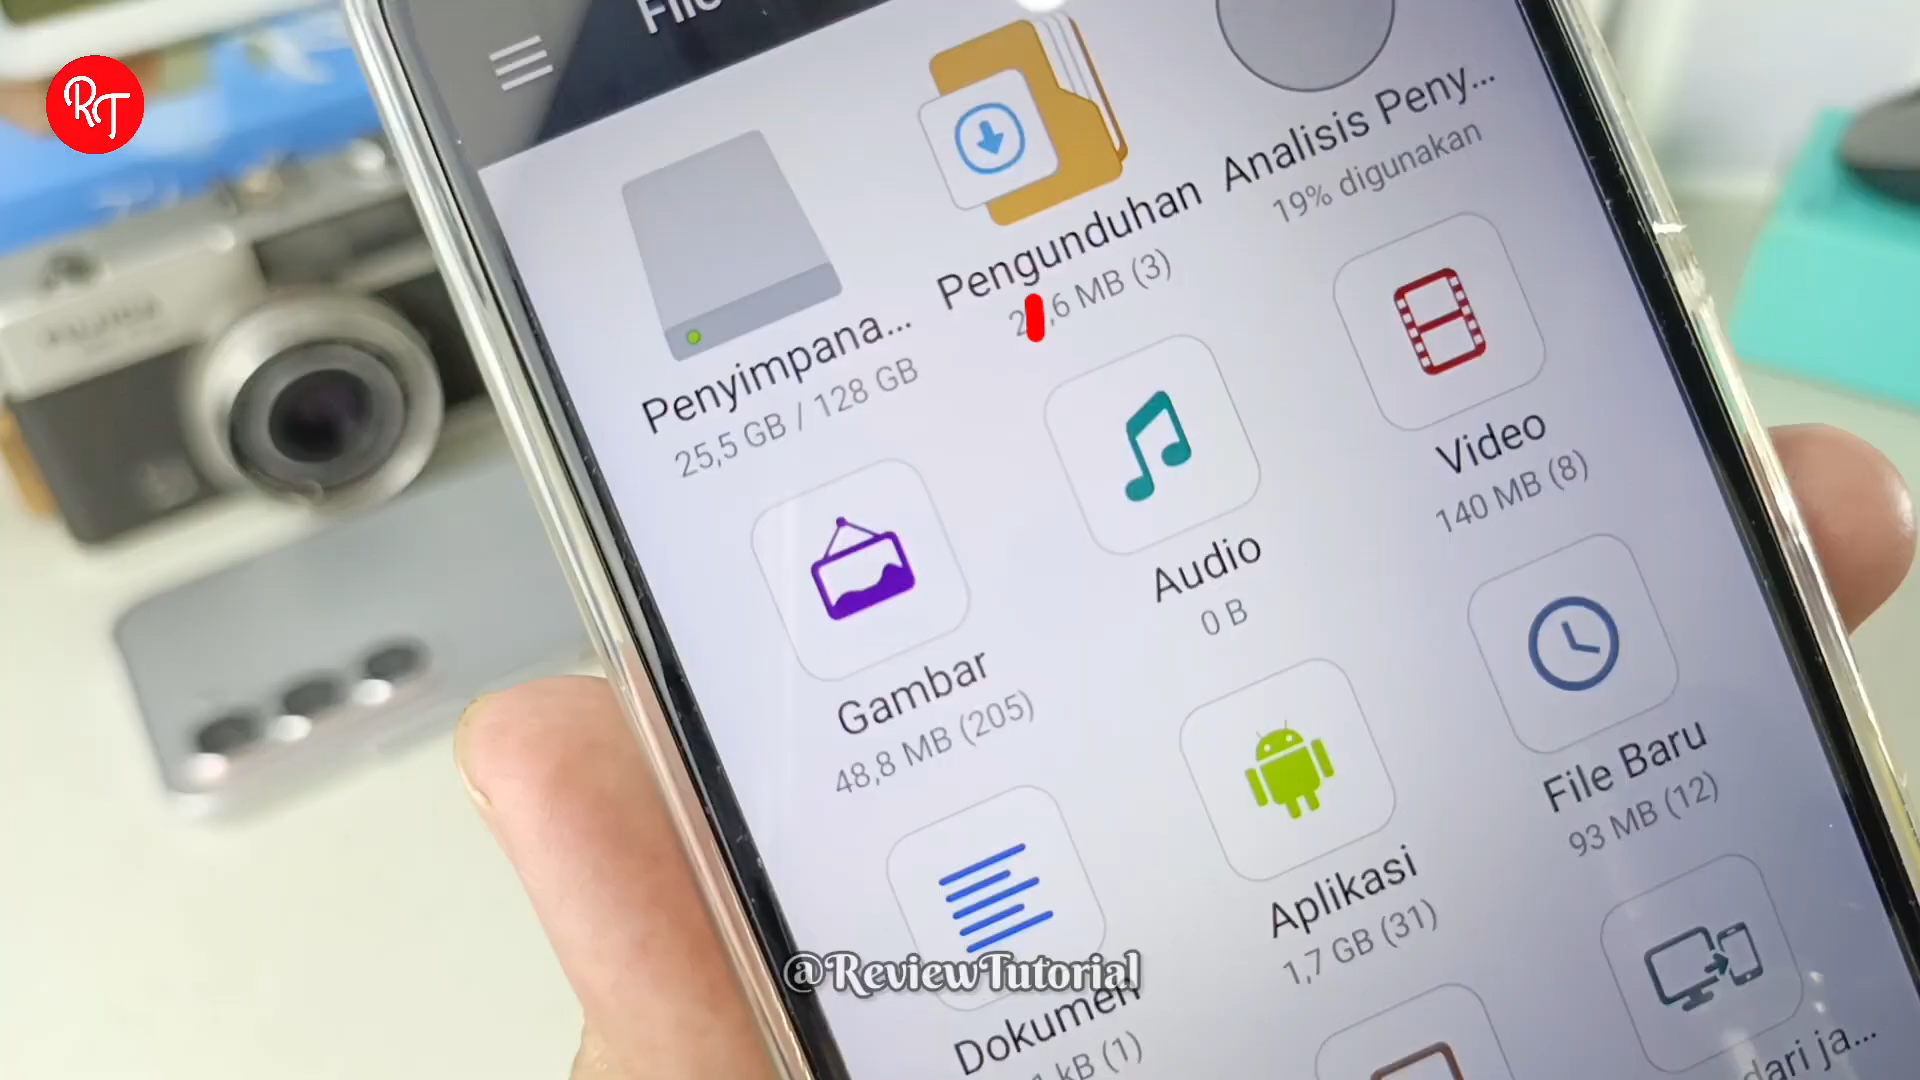 RT
File
Analisis Peny...
19% digunakan
Pengunduhan
,6 MB (3)
Penyimpana...
25,5 GB / 128 GB
Video
140 MB (8)
Audio
0 B
Gambar
48,8 MB (205)
File Baru
93 MB (12)
Aplikasi
1,7 GB (31)
@ReviewTutorial
Dokumen
kB (1)
dari ja...